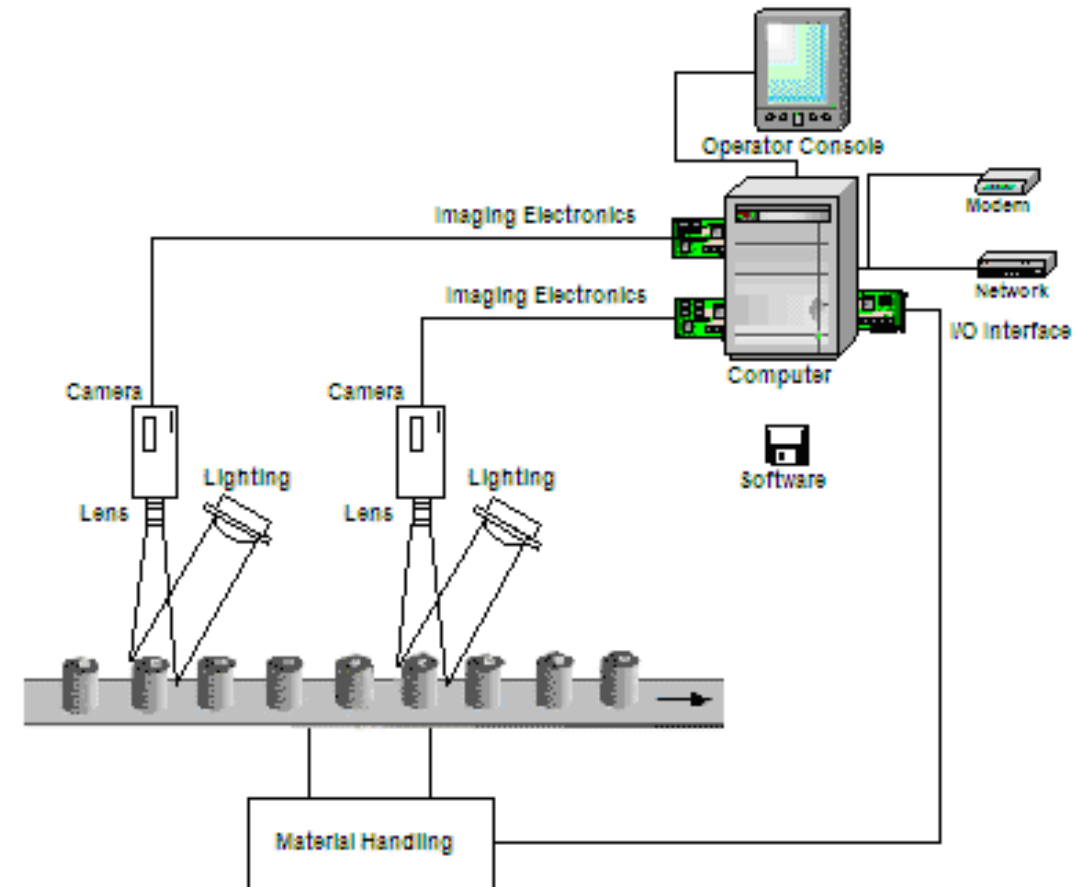 Operator Console
Modem
Imaging Electronics
Network
Imaging Electronics
I/O Interface
Computer
Camera
Camera
Lighting
Lighting
Software
Lens
Lens
Material Handling